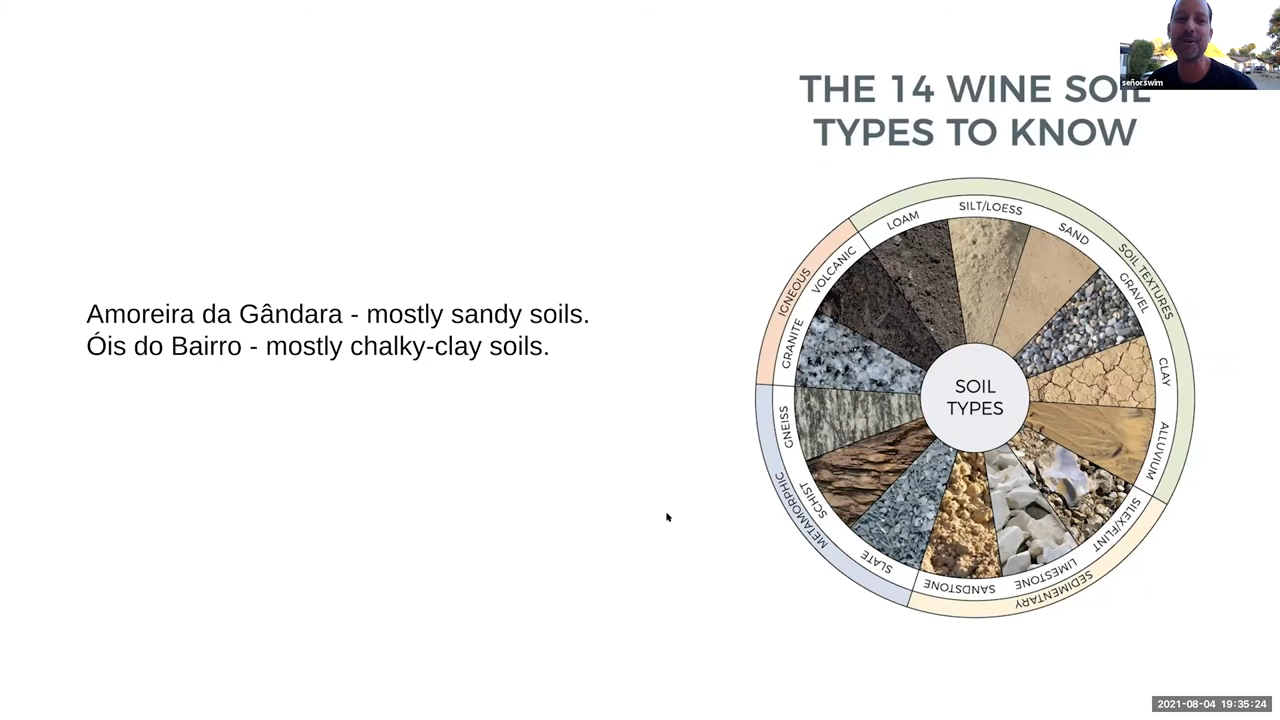 señor.swim
THE 14 WINE SOIL
TYPES TO KNOW
Amoreira da Gândara - mostly sandy soils.
Óis do Bairro - mostly chalky-clay soils.
SOIL
TYPES
LOAM
SILT/LOESS
SAND
GRAVEL
CLAY
ALLUVIUM
SOIL TEXTURES
SILEX/FLINT
LIMESTONE
SANDSTONE
SEDIMENTARY
SLATE
SCHIST
GNEISS
METAMORPHIC
GRANITE
VOLCANIC
IGNEOUS
2021-08-04 19:35:24